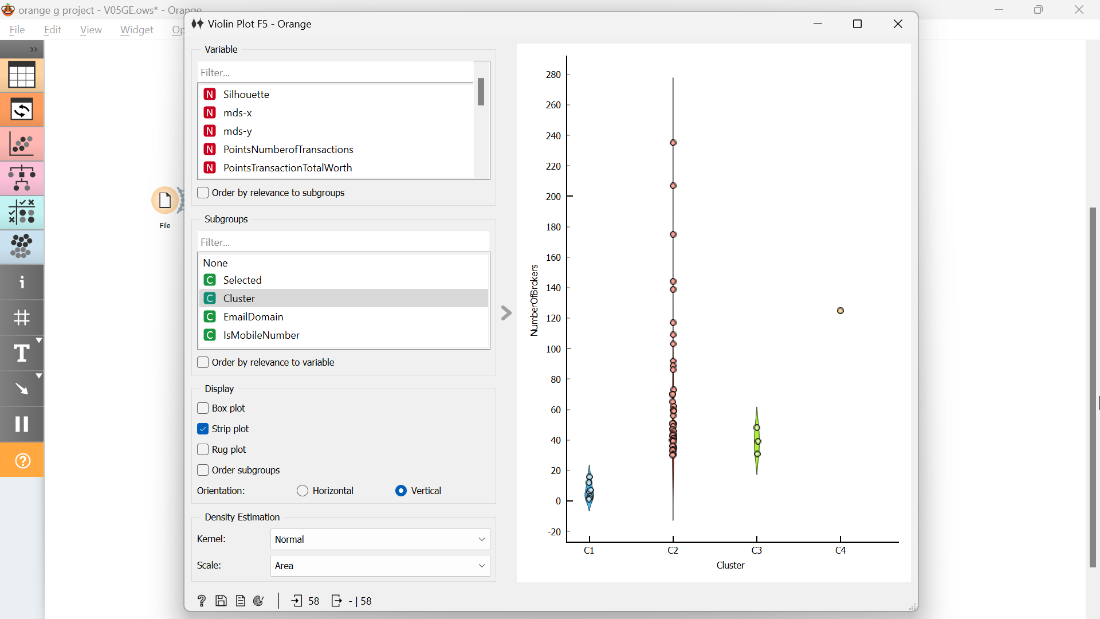 orange g project - V05GE.ows* - Orange
File Edit View Widget
Violin Plot F5 - Orange
File
Variable
Filter...
N Silhouette
N mds-x
N mds-y
N PointsNumberofTransactions
N PointsTransactionTotalWorth
Order by relevance to subgroups
Subgroups
Filter...
None
C Selected
C Cluster
C EmailDomain
C IsMobileNumber
Order by relevance to variable
Display
Box plot
Strip plot
Rug plot
Order subgroups
Orientation: Horizontal Vertical
Density Estimation
Kernel: Normal
Scale: Area
58 - | 58
NumberOfBrokers
280
260
240
220
200
180
160
140
120
100
80
60
40
20
0
-20
C1 C2 C3 C4
Cluster